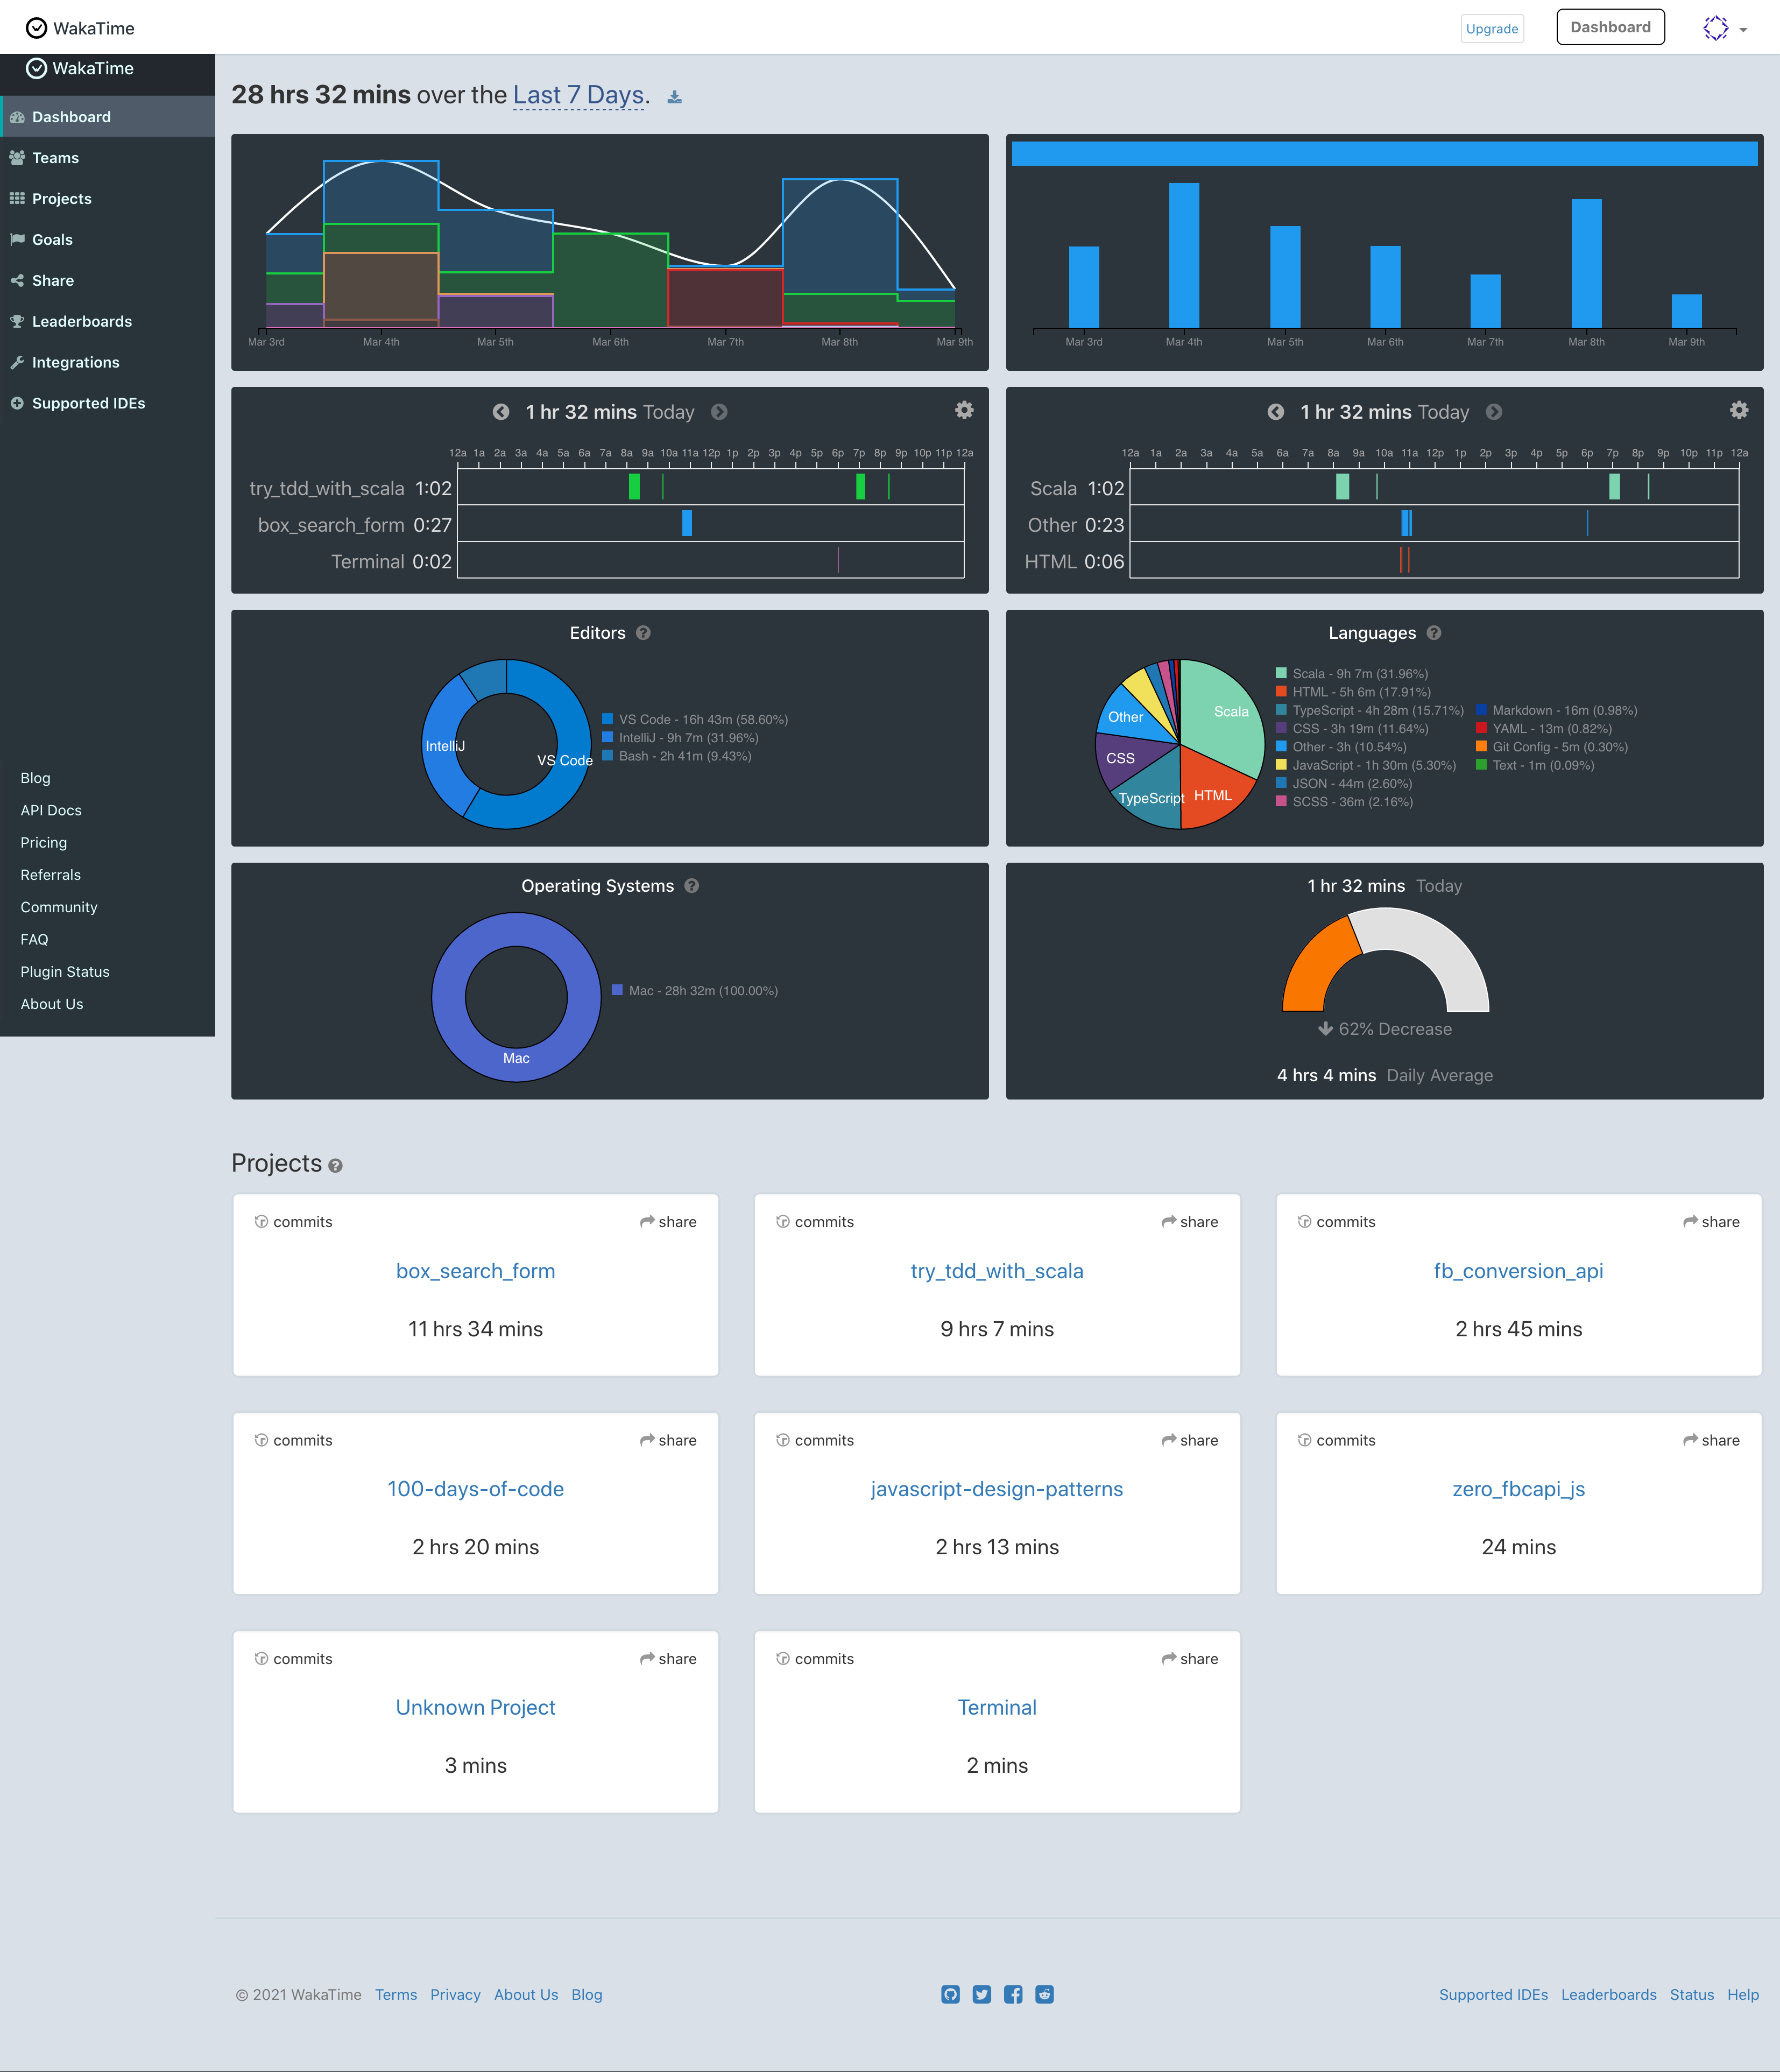 WakaTime
Upgrade
Dashboard
WakaTime
Dashboard
Teams
Projects
Goals
Share
Leaderboards
Integrations
Supported IDEs
Blog
API Docs
Pricing
Referrals
Community
FAQ
Plugin Status
About Us
28 hrs 32 mins over the Last 7 Days.
Mar 3rd Mar 4th Mar 5th Mar 6th Mar 7th Mar 8th Mar 9th
Mar 3rd Mar 4th Mar 5th Mar 6th Mar 7th Mar 8th Mar 9th
1 hr 32 mins Today
12a 1a 2a 3a 4a 5a 6a 7a 8a 9a 10a 11a 12p 1p 2p 3p 4p 5p 6p 7p 8p 9p 10p 11p 12a
try_tdd_with_scala 1:02
box_search_form 0:27
Terminal 0:02
1 hr 32 mins Today
12a 1a 2a 3a 4a 5a 6a 7a 8a 9a 10a 11a 12p 1p 2p 3p 4p 5p 6p 7p 8p 9p 10p 11p 12a
Scala 1:02
Other 0:23
HTML 0:06
Editors
IntelliJ
VS Code
VS Code - 16h 43m (58.60%)
IntelliJ - 9h 7m (31.96%)
Bash - 2h 41m (9.43%)
Languages
Scala
Other
CSS
TypeScript
HTML
Scala - 9h 7m (31.96%)
HTML - 5h 6m (17.91%)
TypeScript - 4h 28m (15.71%)
CSS - 3h 19m (11.64%)
Other - 3h (10.54%)
JavaScript - 1h 30m (5.30%)
JSON - 44m (2.60%)
SCSS - 36m (2.16%)
Markdown - 16m (0.98%)
YAML - 13m (0.82%)
Git Config - 5m (0.30%)
Text - 1m (0.09%)
Operating Systems
Mac
Mac - 28h 32m (100.00%)
1 hr 32 mins Today
62% Decrease
4 hrs 4 mins Daily Average
Projects
commits share
box_search_form
11 hrs 34 mins
commits share
try_tdd_with_scala
9 hrs 7 mins
commits share
fb_conversion_api
2 hrs 45 mins
commits share
100-days-of-code
2 hrs 20 mins
commits share
javascript-design-patterns
2 hrs 13 mins
commits share
zero_fbcapi_js
24 mins
commits share
Unknown Project
3 mins
commits share
Terminal
2 mins
© 2021 WakaTime Terms Privacy About Us Blog
Supported IDEs Leaderboards Status Help